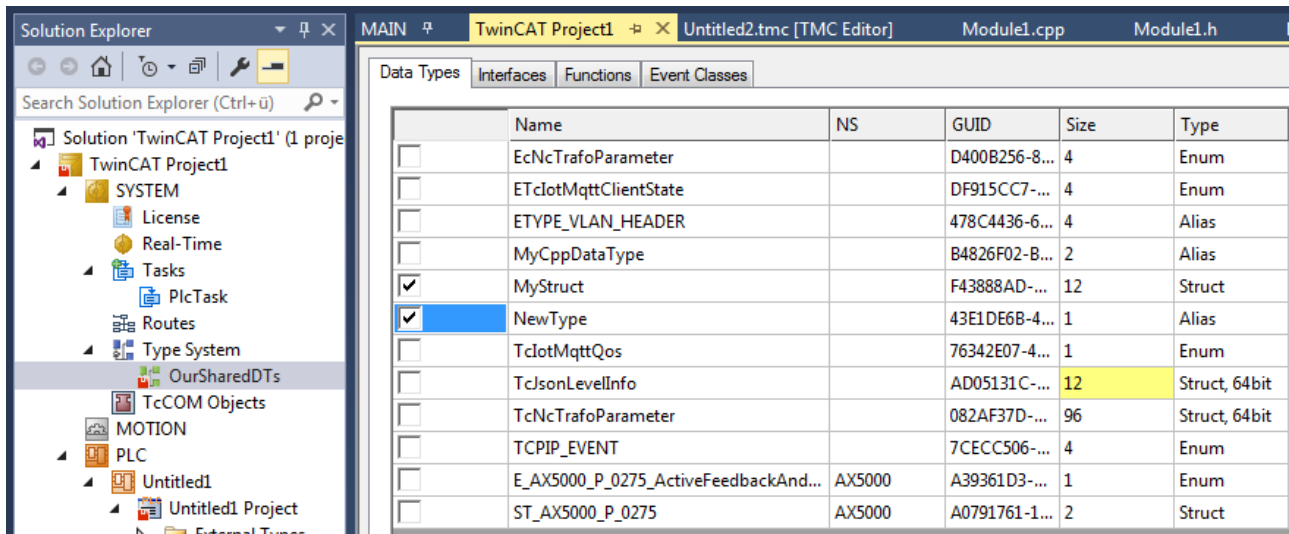 Solution Explorer
MAIN TwinCAT Project1 Untitled2.tmc [TMC Editor] Module1.cpp Module1.h
Search Solution Explorer (Ctrl+ü)
Solution 'TwinCAT Project1' (1 proje
TwinCAT Project1
SYSTEM
License
Real-Time
Tasks
PlcTask
Routes
Type System
OurSharedDTs
TcCOM Objects
MOTION
PLC
Untitled1
Untitled1 Project
External Types
Data Types Interfaces Functions Event Classes
Name NS GUID Size Type
EcNcTrafoParameter D400B256-8... 4 Enum
ETcIotMqttClientState DF915CC7-... 4 Enum
ETYPE_VLAN_HEADER 478C4436-6... 4 Alias
MyCppDataType B4826F02-B... 2 Alias
MyStruct F43888AD-... 12 Struct
NewType 43E1DE6B-4... 1 Alias
TcIotMqttQos 76342E07-4... 1 Enum
TcJsonLevelInfo AD05131C-... 12 Struct, 64bit
TcNcTrafoParameter 082AF37D-... 96 Struct, 64bit
TCPIP_EVENT 7CECC506-... 4 Enum
E_AX5000_P_0275_ActiveFeedbackAnd... AX5000 A39361D3-... 1 Enum
ST_AX5000_P_0275 AX5000 A0791761-1... 2 Struct